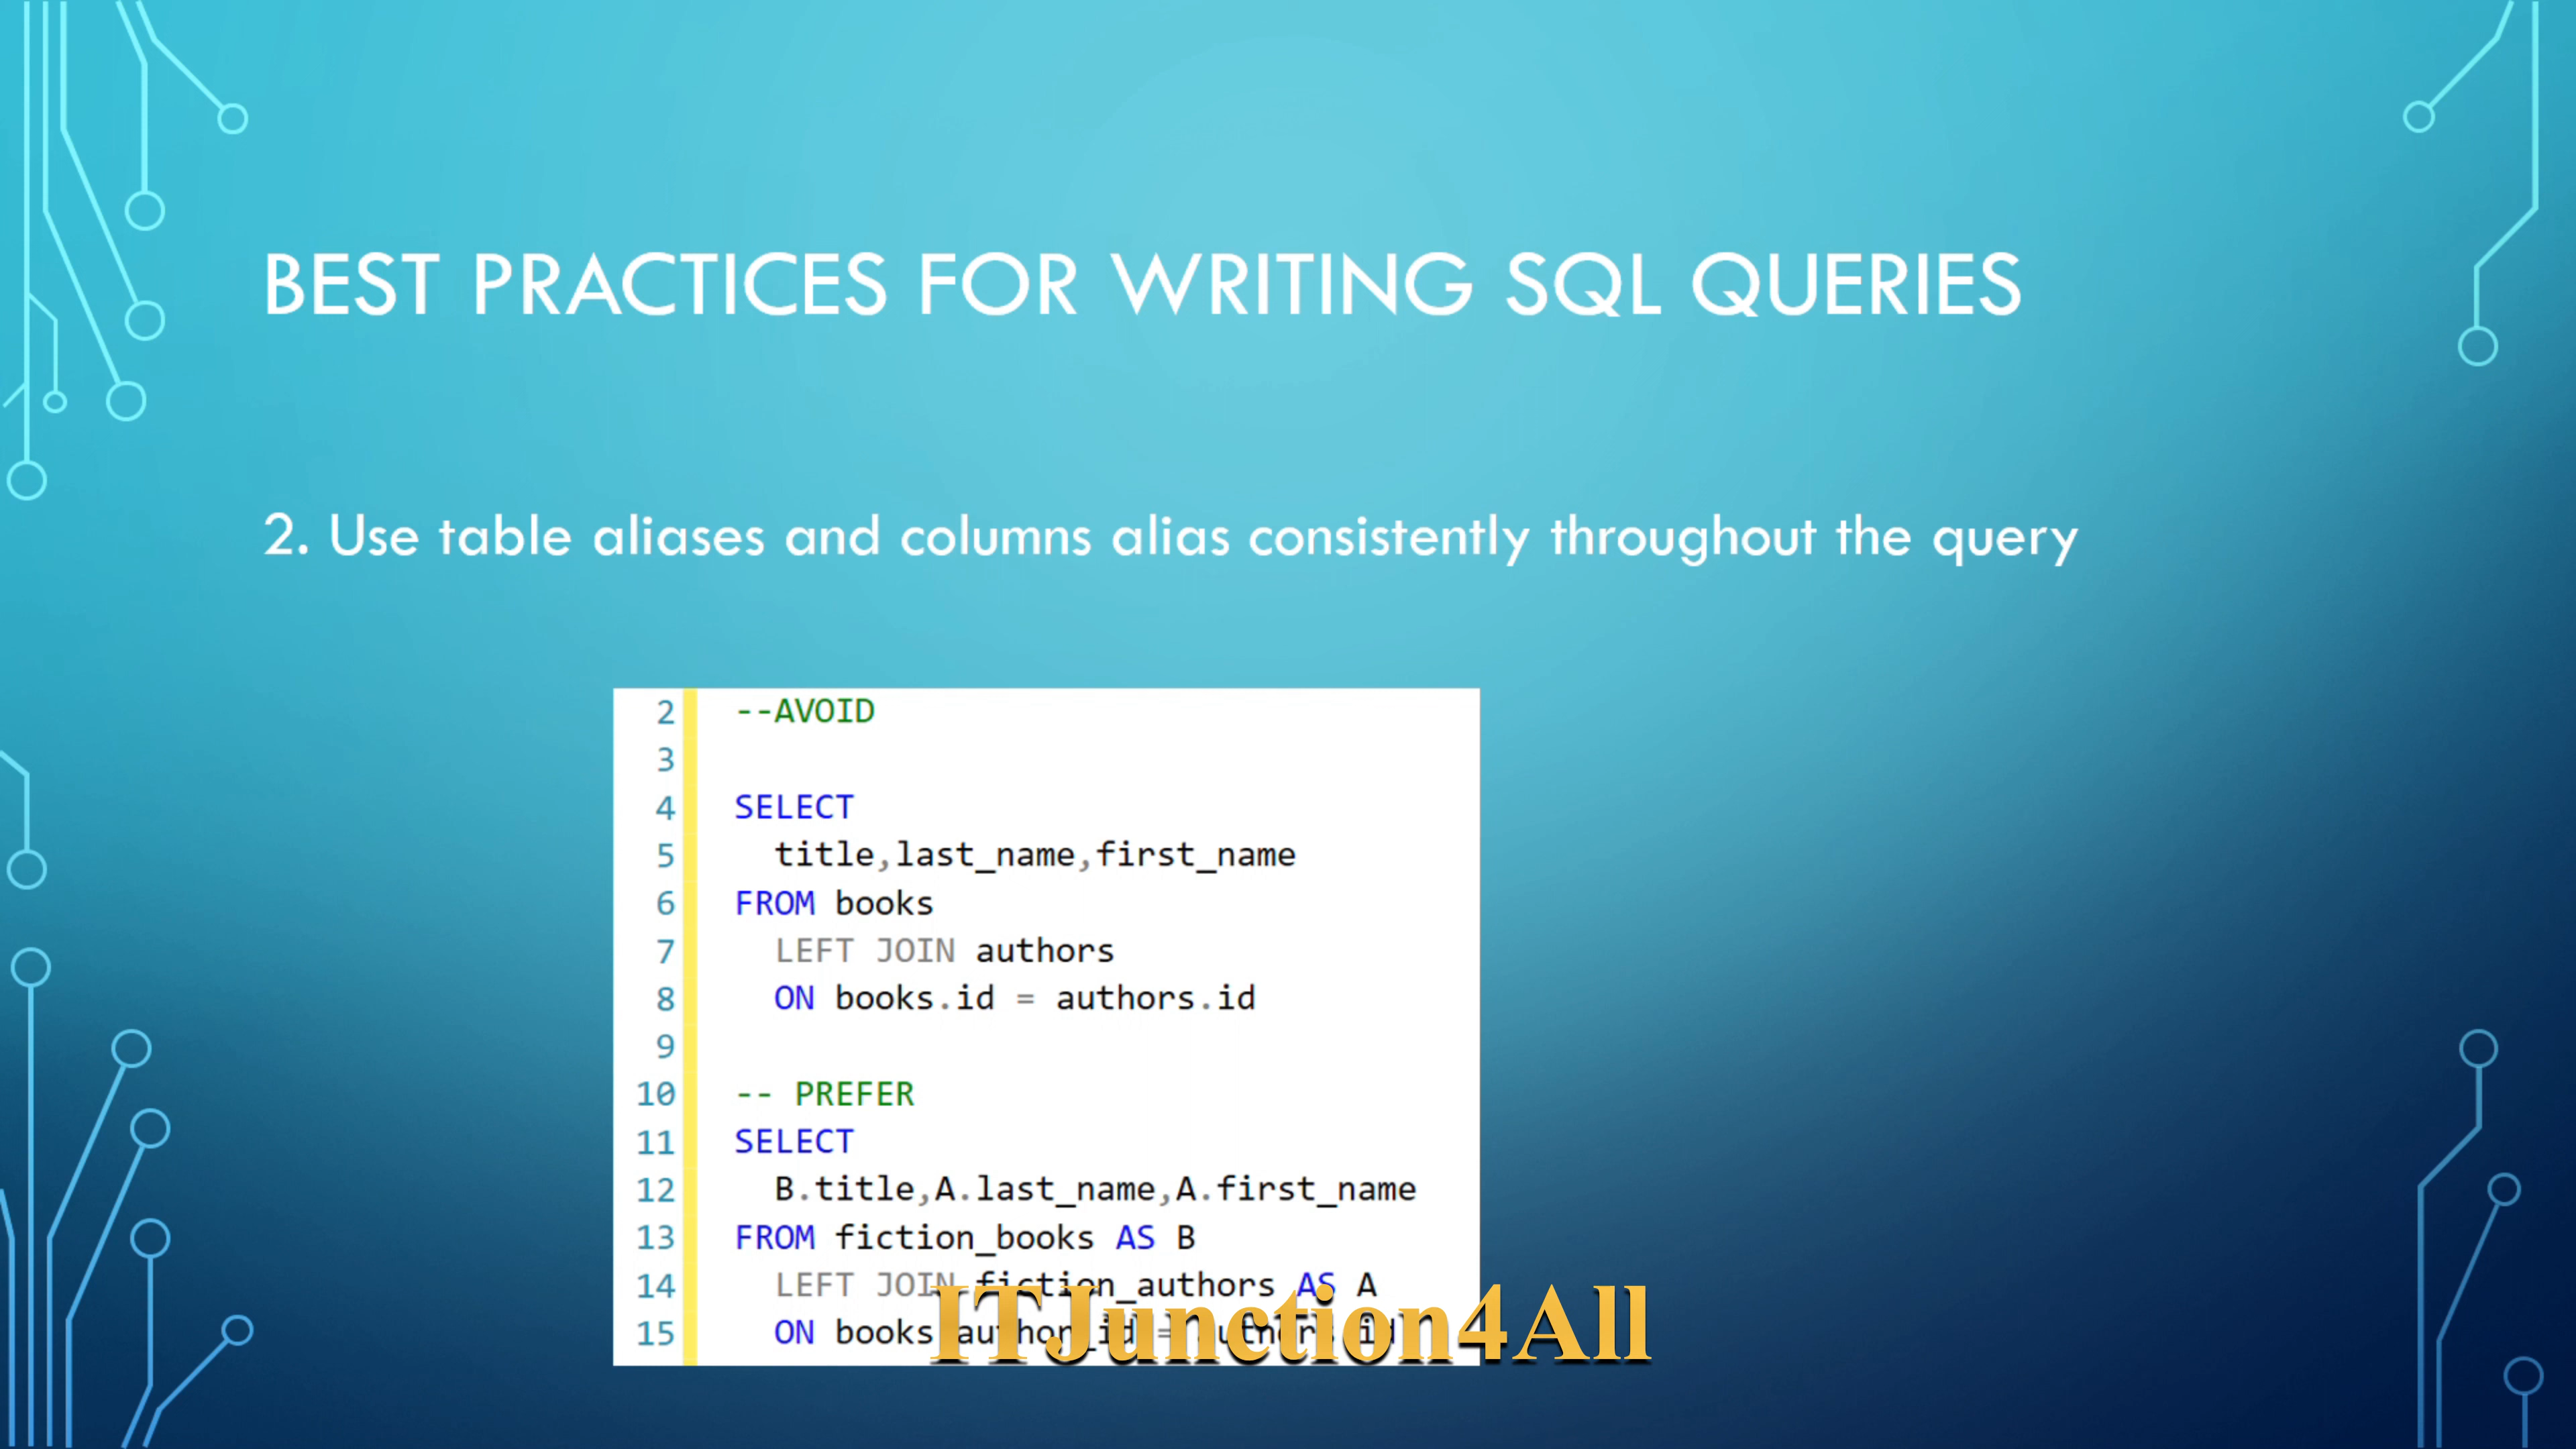 BEST PRACTICES FOR WRITING SQL QUERIES
2. Use table aliases and columns alias consistently throughout the query
2 --AVOID
3
4 SELECT
5 title,last_name,first_name
6 FROM books
7 LEFT JOIN authors
8 ON books.id = authors.id
9
10 -- PREFER
11 SELECT
12 B.title,A.last_name,A.first_name
13 FROM fiction_books AS B
14 LEFT JOIN fiction_authors AS A
15 ON books.author_id = authors.id
ITJunction4All